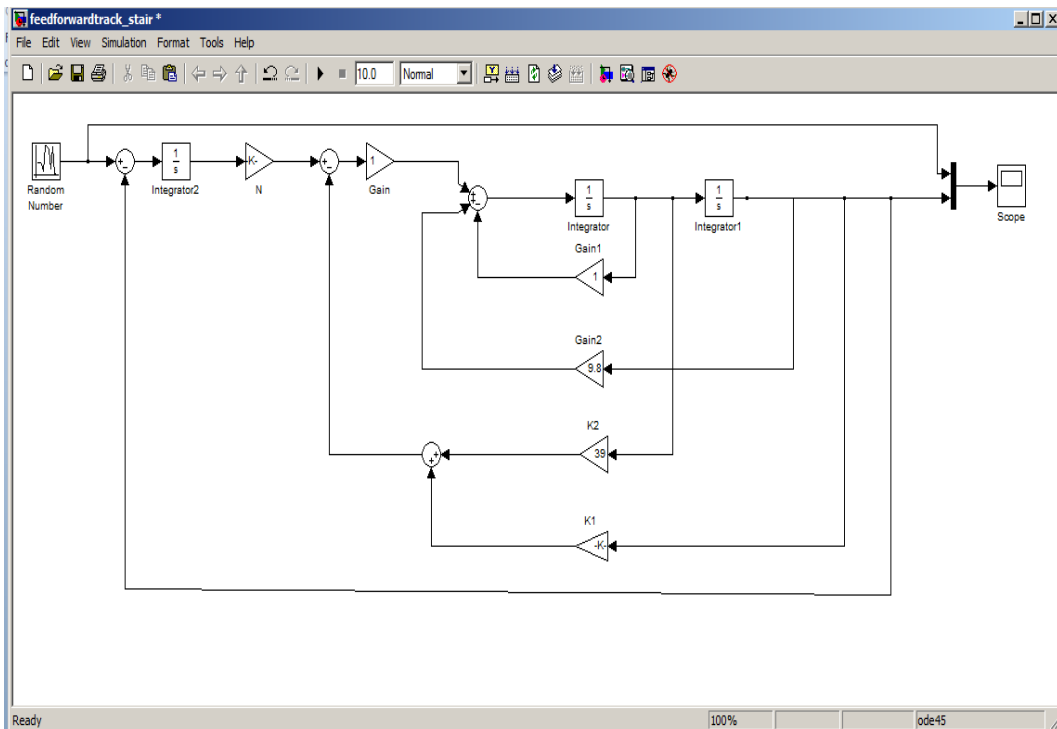 feedforwardtrack_stair *
File Edit View Simulation Format Tools Help
10.0 Normal
Random
Number
1
s
Integrator2
K-
N
1
Gain
1
s
Integrator
1
s
Integrator1
Scope
Gain1
1
Gain2
9.8
K2
39
K1
-K-
Ready 100% ode45